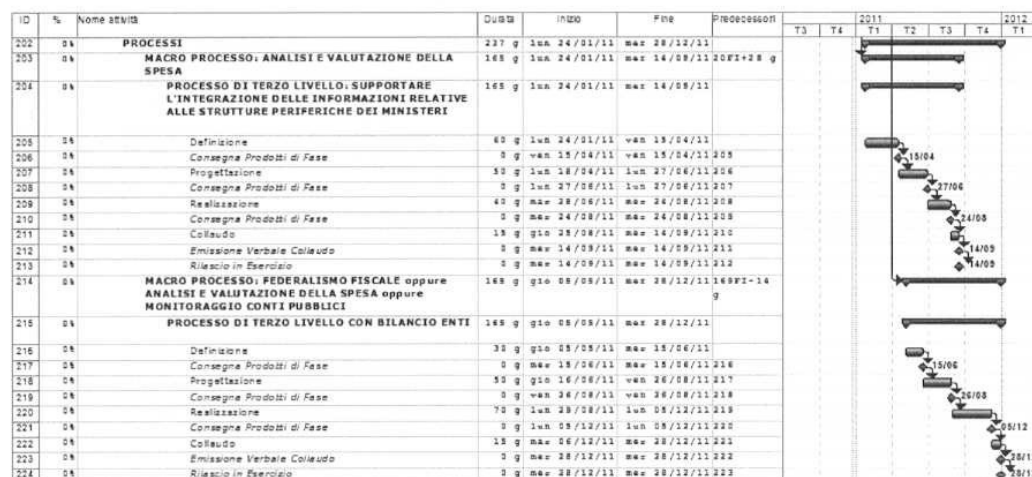 ID % Nome attività Durata Inizio Fine Predecessori 2011 2012
T3 T4 T1 T2 T3 T4 T1
202 0% PROCESSI 237 g lun 24/01/11 mer 28/12/11
203 0% MACRO PROCESSO: ANALISI E VALUTAZIONE DELLA 165 g lun 24/01/11 mer 14/09/11 20FI+28 g
SPESA
204 0% PROCESSO DI TERZO LIVELLO: SUPPORTARE 165 g lun 24/01/11 mer 14/09/11
L'INTEGRAZIONE DELLE INFORMAZIONI RELATIVE
ALLE STRUTTURE PERIFERICHE DEI MINISTERI
205 0% Definizione 60 g lun 24/01/11 ven 15/04/11
206 0% Consegna Prodotti di Fase 0 g ven 15/04/11 ven 15/04/11 205 15/04
207 0% Progettazione 50 g lun 18/04/11 lun 27/06/11 206
208 0% Consegna Prodotti di Fase 0 g lun 27/06/11 lun 27/06/11 207 27/06
209 0% Realizzazione 40 g mar 28/06/11 mer 24/08/11 208
210 0% Consegna Prodotti di Fase 0 g mer 24/08/11 mer 24/08/11 209 24/08
211 0% Collaudo 15 g gio 25/08/11 mer 14/09/11 210
212 0% Emissione Verbale Collaudo 0 g mer 14/09/11 mer 14/09/11 211 14/09
213 0% Rilascio in Esercizio 0 g mer 14/09/11 mer 14/09/11 212 14/09
214 0% MACRO PROCESSO: FEDERALISMO FISCALE oppure 165 g gio 05/05/11 mer 28/12/11 169FI-14
ANALISI E VALUTAZIONE DELLA SPESA oppure g
MONITORAGGIO CONTI PUBBLICI
215 0% PROCESSO DI TERZO LIVELLO CON BILANCIO ENTI 165 g gio 05/05/11 mer 28/12/11
216 0% Definizione 30 g gio 05/05/11 mer 15/06/11
217 0% Consegna Prodotti di Fase 0 g mer 15/06/11 mer 15/06/11 216 15/06
218 0% Progettazione 50 g gio 16/06/11 ven 26/08/11 217
219 0% Consegna Prodotti di Fase 0 g ven 26/08/11 ven 26/08/11 218 26/08
220 0% Realizzazione 70 g lun 29/08/11 lun 05/12/11 219
221 0% Consegna Prodotti di Fase 0 g lun 05/12/11 lun 05/12/11 220 05/12
222 0% Collaudo 15 g mar 06/12/11 mer 28/12/11 221
223 0% Emissione Verbale Collaudo 0 g mer 28/12/11 mer 28/12/11 222
224 0% Rilascio in Esercizio 0 g mer 28/12/11 mer 28/12/11 223